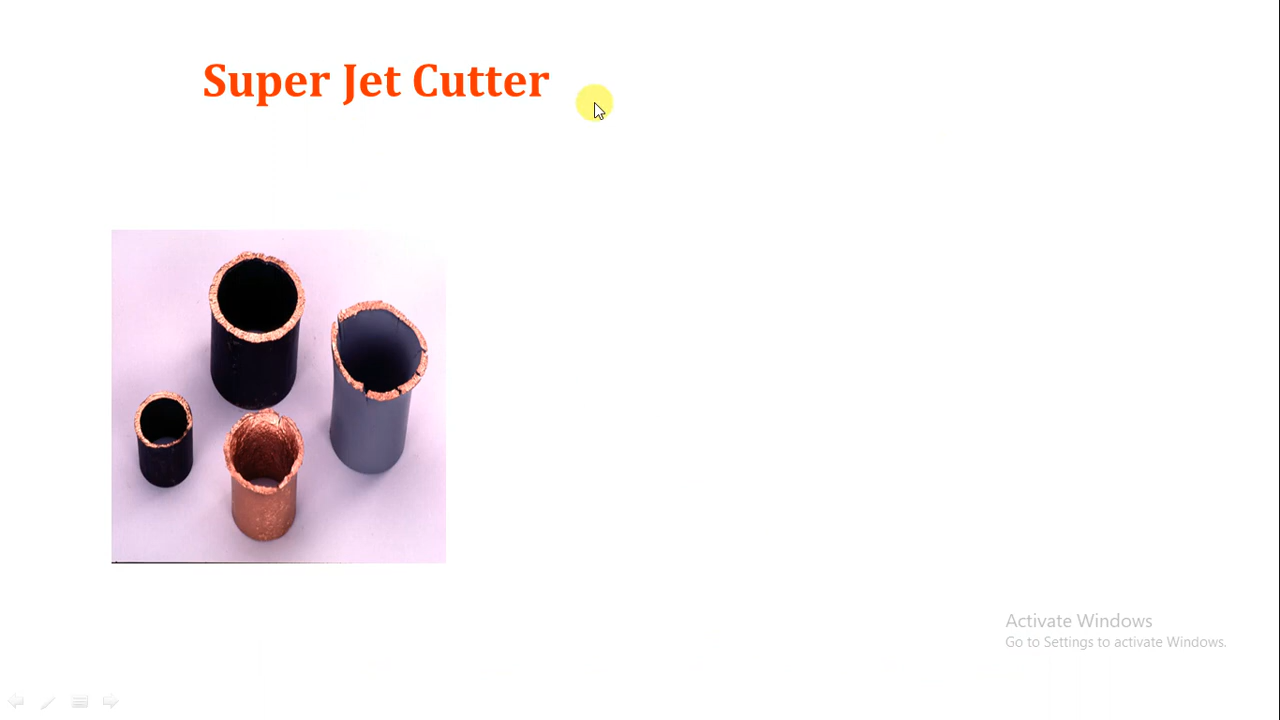 Super Jet Cutter
Activate Windows
Go to Settings to activate Windows.